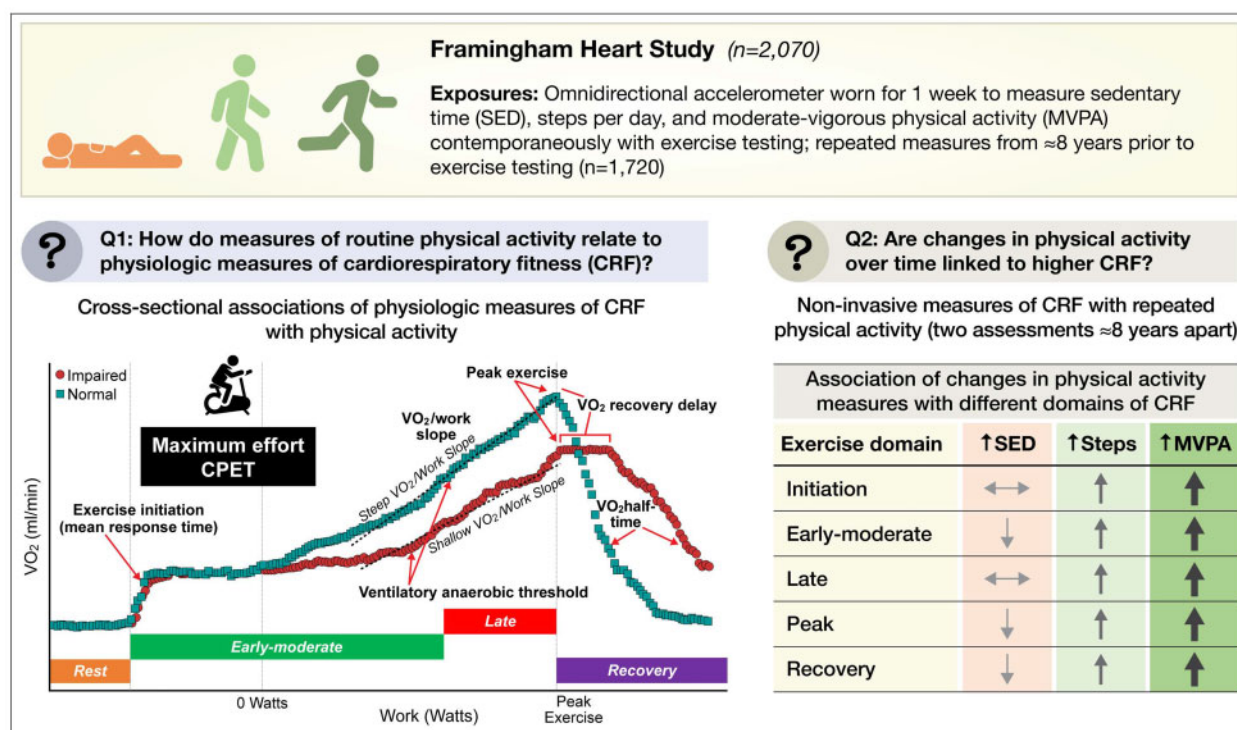 Framingham Heart Study (n=2,070)
Exposures: Omnidirectional accelerometer worn for 1 week to measure sedentary
time (SED), steps per day, and moderate-vigorous physical activity (MVPA)
contemporaneously with exercise testing; repeated measures from ≈8 years prior to
exercise testing (n=1,720)
?
Q1: How do measures of routine physical activity relate to
physiologic measures of cardiorespiratory fitness (CRF)?
Cross-sectional associations of physiologic measures of CRF
with physical activity
Impaired
Normal
Maximum effort
CPET
Exercise initiation
(mean response time)
VO₂/work
slope
Steep VO₂/Work Slope
Shallow VO₂/Work Slope
Peak exercise
VO₂ recovery delay
VO₂half-
time
Ventilatory anaerobic threshold
VO₂ (ml/min)
Rest
Early-moderate
Late
Recovery
0 Watts
Work (Watts)
Peak
Exercise
?
Q2: Are changes in physical activity
over time linked to higher CRF?
Non-invasive measures of CRF with repeated
physical activity (two assessments ≈8 years apart)
Association of changes in physical activity
measures with different domains of CRF
Exercise domain ↑SED ↑Steps ↑MVPA
Initiation ↔ ↑ ↑
Early-moderate ↓ ↑ ↑
Late ↔ ↑ ↑
Peak ↓ ↑ ↑
Recovery ↓ ↑ ↑